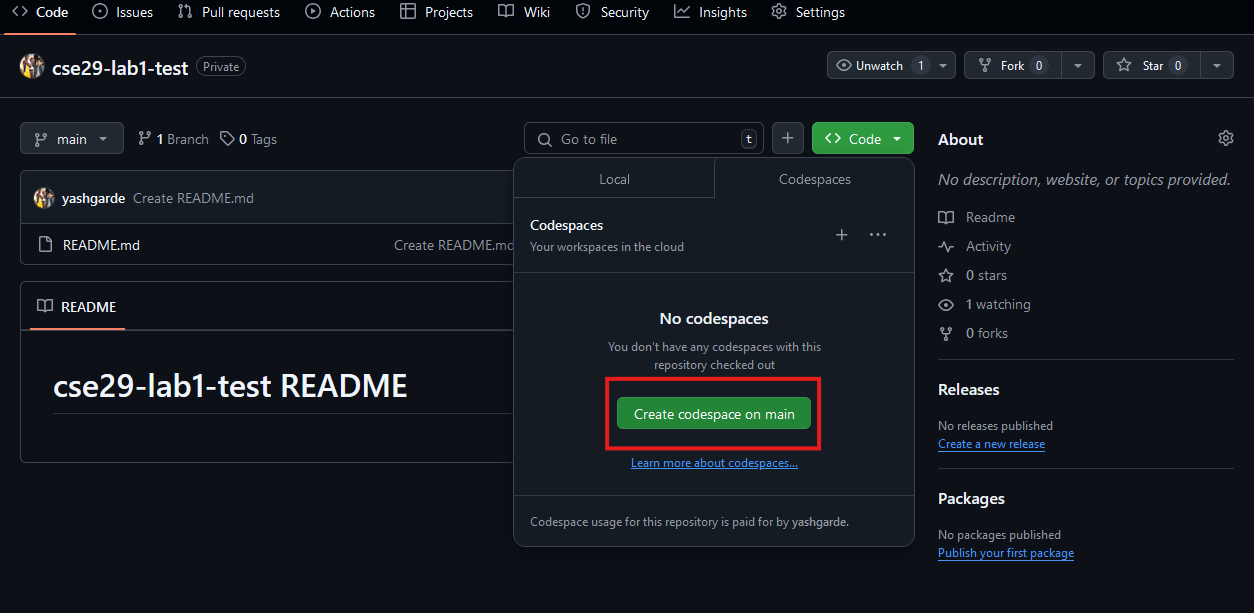 Code Issues Pull requests Actions Projects Wiki Security Insights Settings
cse29-lab1-test Private Unwatch 1 Fork 0 Star 0
main 1 Branch 0 Tags Go to file t Code
Local Codespaces
yashgarde Create README.md
README.md Create README.md
Codespaces
Your workspaces in the cloud
README
cse29-lab1-test README
No codespaces
You don't have any codespaces with this
repository checked out
Create codespace on main
Learn more about codespaces...
Codespace usage for this repository is paid for by yashgarde.
About
No description, website, or topics provided.
Readme
Activity
0 stars
1 watching
0 forks
Releases
No releases published
Create a new release
Packages
No packages published
Publish your first package